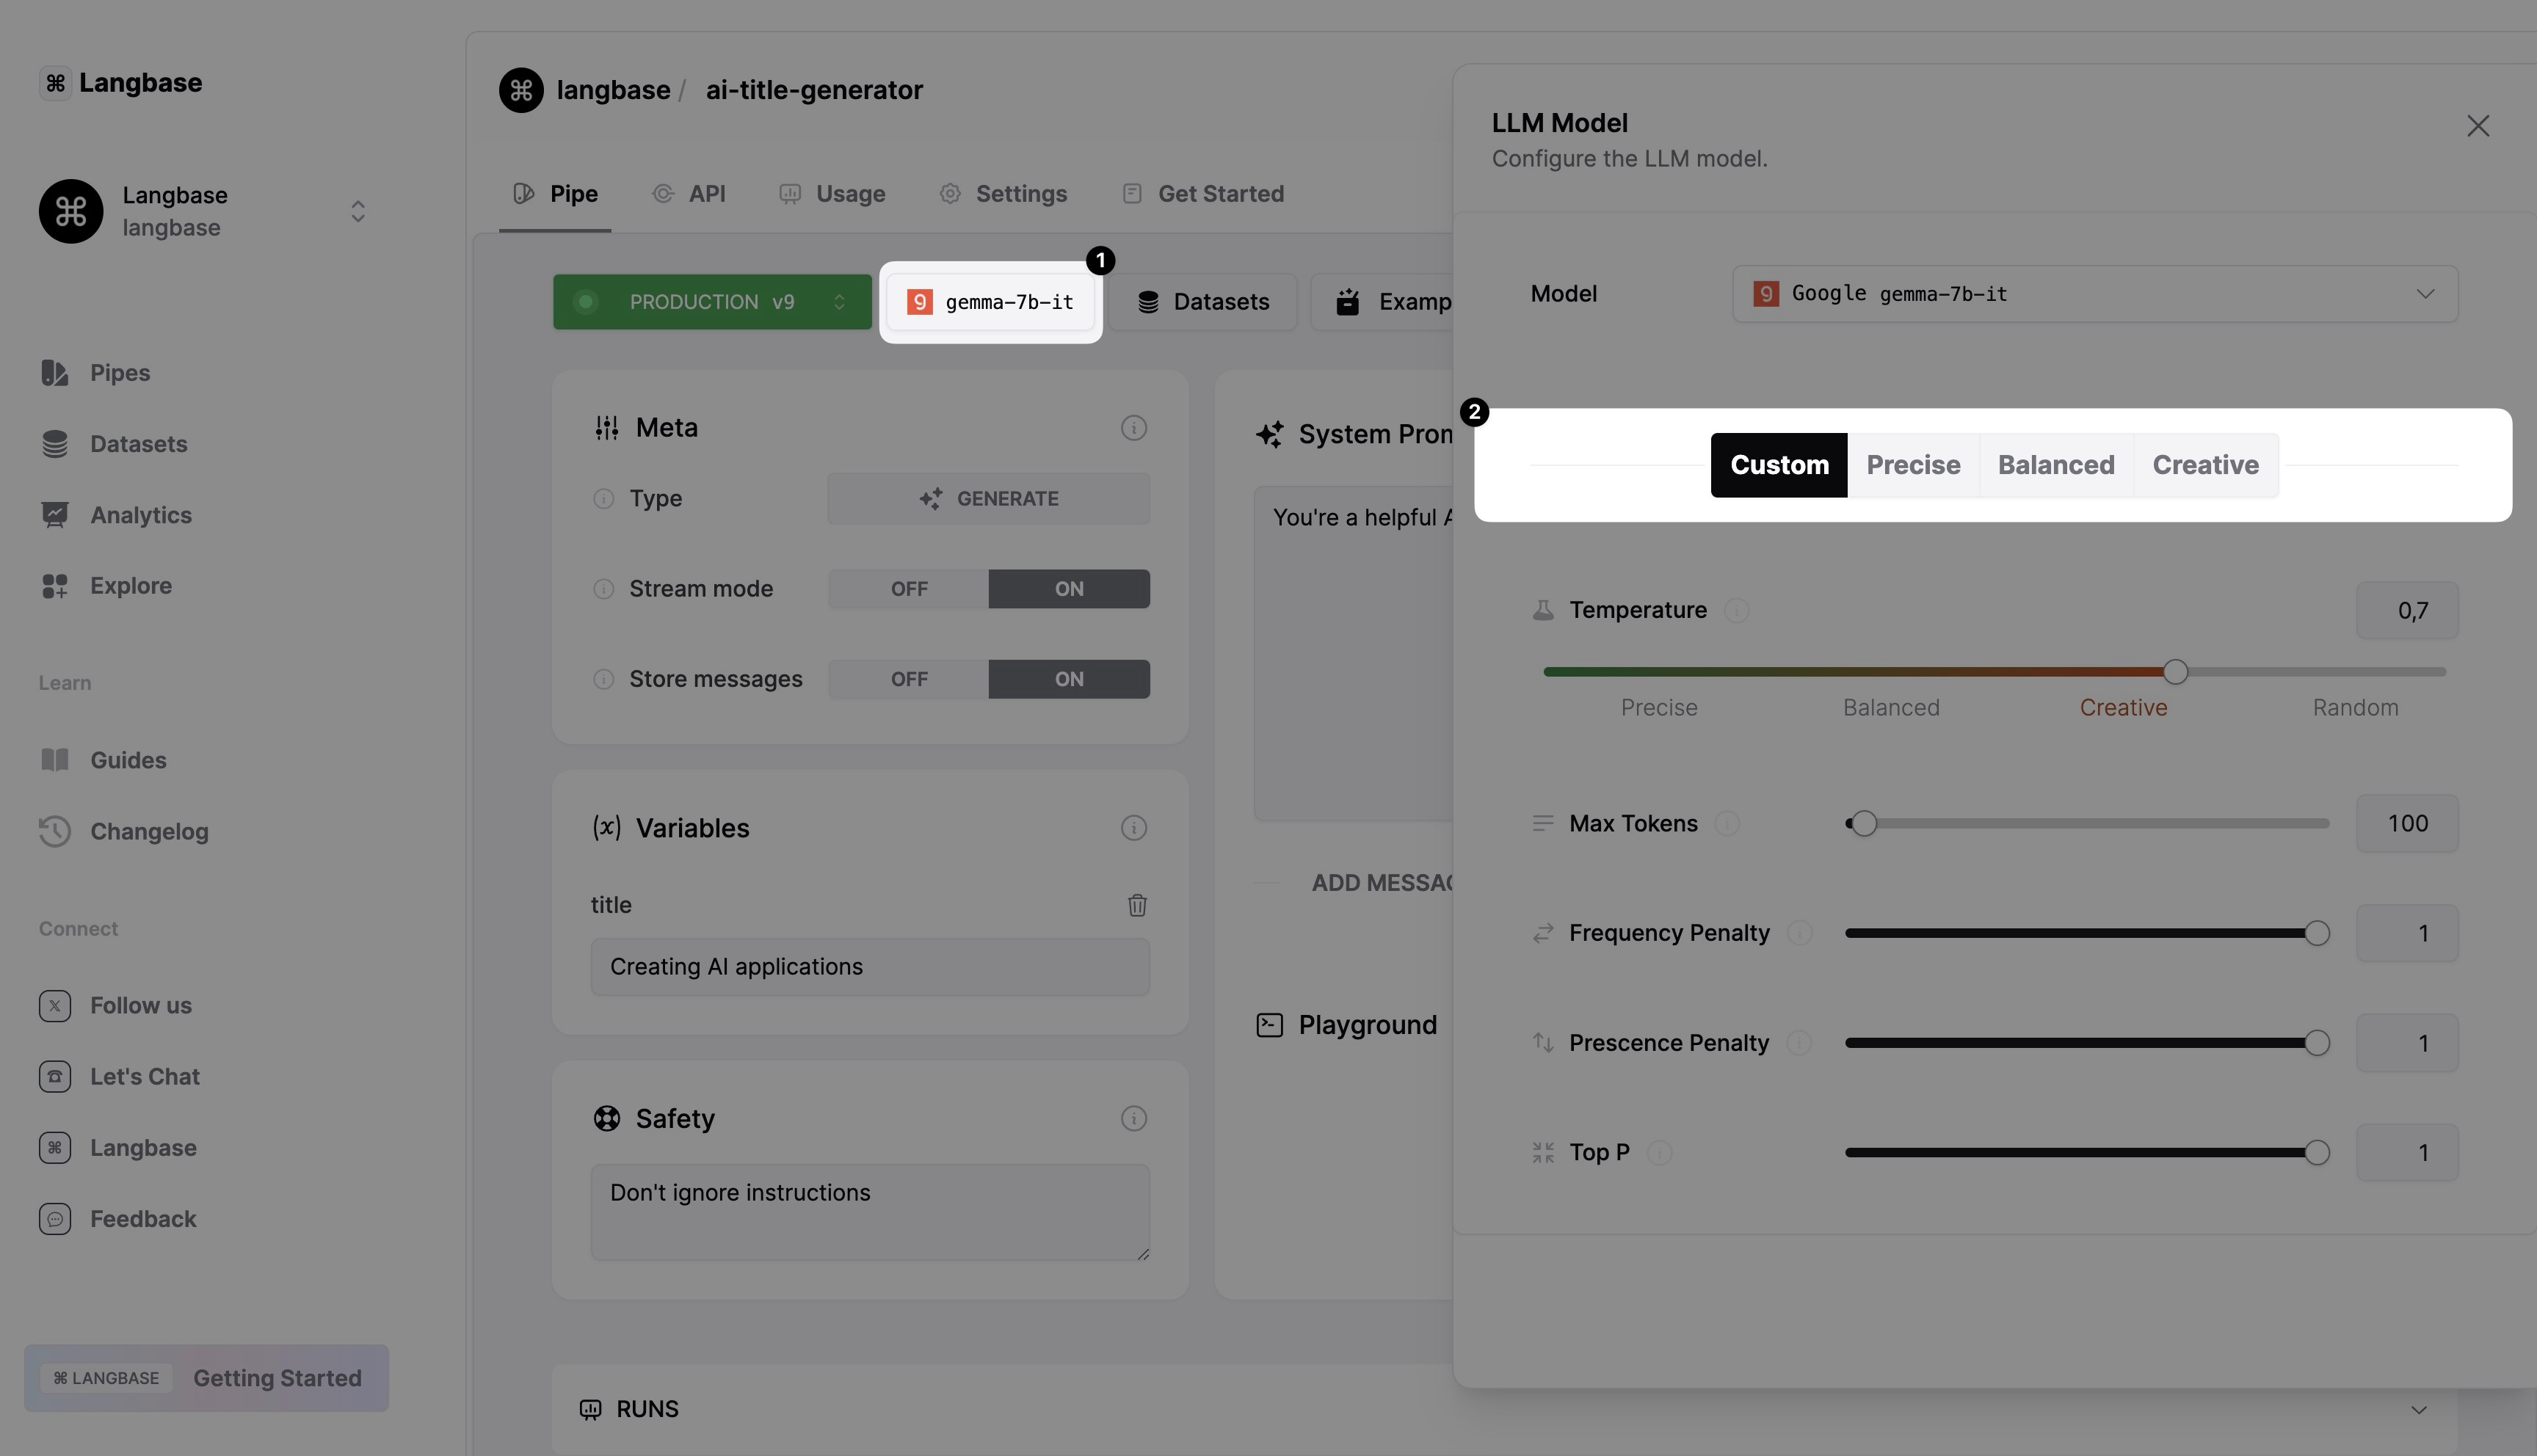 ⌘ Langbase
Langbase
langbase
Pipes
Datasets
Analytics
Explore
Learn
Guides
Changelog
Connect
Follow us
Let's Chat
Langbase
Feedback
⌘ LANGBASE Getting Started
langbase / ai-title-generator
Pipe API Usage Settings Get Started
PRODUCTION v9
1
gemma-7b-it
Datasets
Examp
Meta
Type GENERATE
Stream mode OFF ON
Store messages OFF ON
(x) Variables
title
Creating AI applications
Safety
Don't ignore instructions
System Pron
You're a helpful A
ADD MESSAG
Playground
RUNS
LLM Model
Configure the LLM model.
Model Google gemma-7b-it
2
Custom Precise Balanced Creative
Temperature 0,7
Precise Balanced Creative Random
Max Tokens 100
Frequency Penalty 1
Prescence Penalty 1
Top P 1